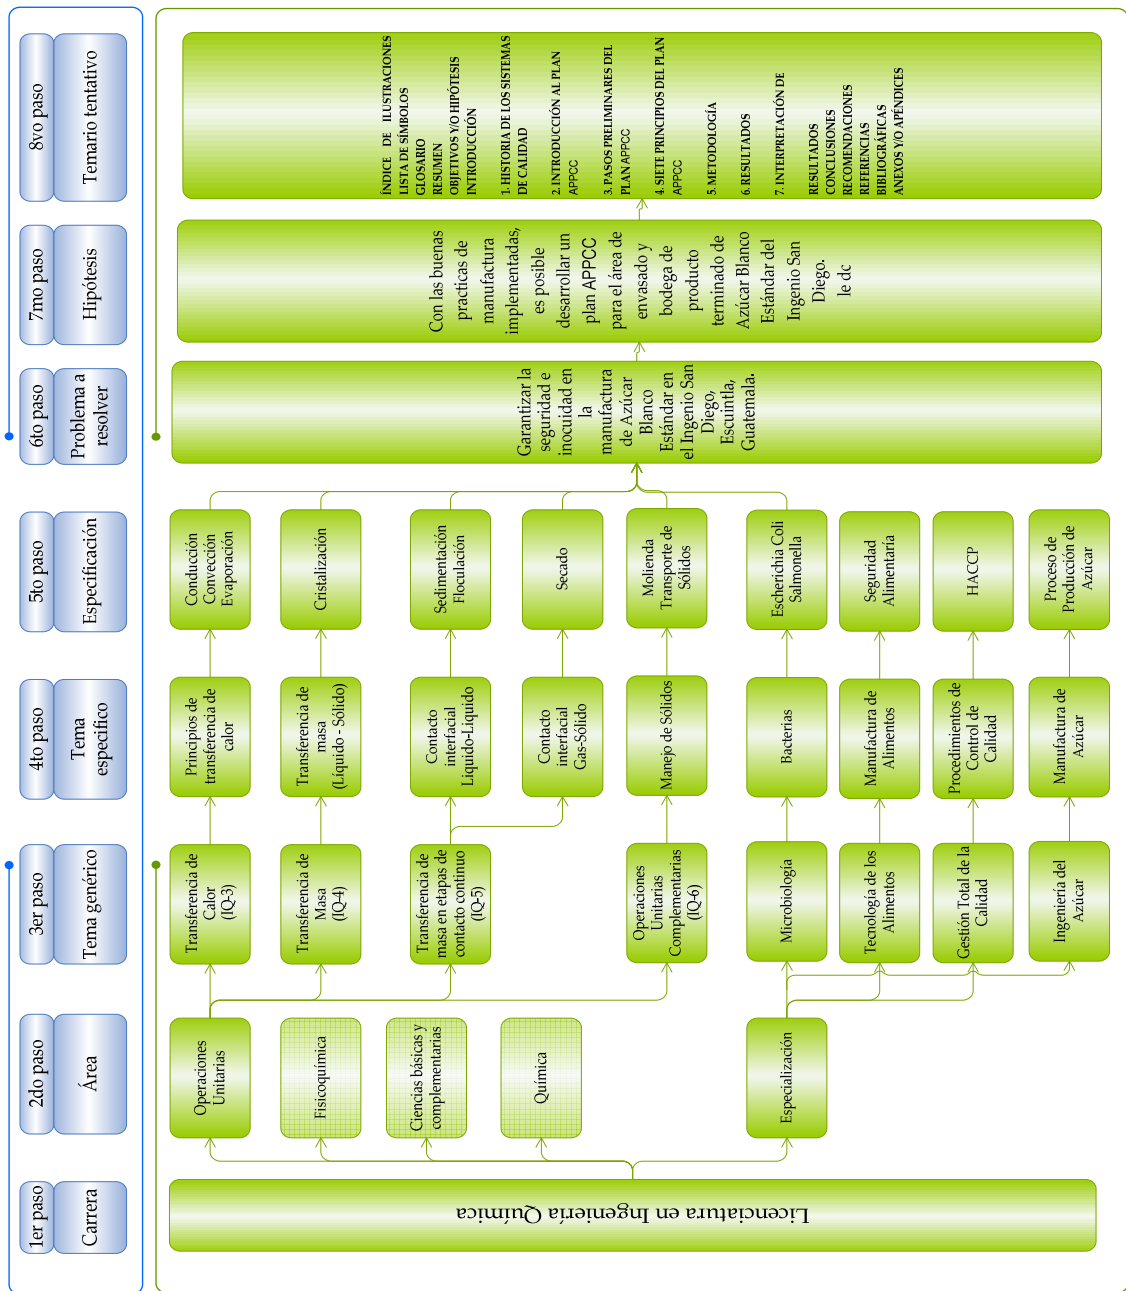 1er paso
Carrera
2do paso
Área
3er paso
Tema genérico
4to paso
Tema
especifico
5to paso
Especificación
6to paso
Problema a
resolver
7mo paso
Hipótesis
8vo paso
Temario tentativo
Licenciatura en Ingeniería Química
Operaciones
Unitarias
Fisicoquímica
Ciencias básicas y
complementarias
Química
Especialización
Transferencia de
Calor
(IQ-3)
Transferencia de
Masa
(IQ-4)
Transferencia de
masa en etapas de
contacto continuo
(IQ-5)
Operaciones
Unitarias
Complementarias
(IQ-6)
Microbiología
Tecnología de los
Alimentos
Gestión Total de la
Calidad
Ingeniería del
Azúcar
Principios de
transferencia de
calor
Transferencia de
masa
(Líquido - Sólido)
Contacto
interfacial
Liquido-Liquido
Contacto
interfacial
Gas-Sólido
Manejo de Sólidos
Bacterias
Manufactura de
Alimentos
Procedimientos de
Control de
Calidad
Manufactura de
Azúcar
Conducción
Convección
Evaporación
Cristalización
Sedimentación
Floculación
Secado
Molienda
Transporte de
Sólidos
Escherichia Coli
Salmonella
Seguridad
Alimentaria
HACCP
Proceso de
Producción de
Azúcar
Garantizar la
seguridad e
inocuidad en
la
manufactura
de Azúcar
Blanco
Estándar en
el Ingenio San
Diego,
Escuintla,
Guatemala.
Con las buenas
practicas de
manufactura
implementadas,
es posible
desarrollar un
plan APPCC
para el área de
envasado y
bodega de
producto
terminado de
Azúcar Blanco
Estándar del
Ingenio San
Diego.
le dc
ÍNDICE DE ILUSTRACIONES
LISTA DE SÍMBOLOS
GLOSARIO
RESUMEN
OBJETIVOS Y/O HIPÓTESIS
INTRODUCCIÓN
1. HISTORIA DE LOS SISTEMAS
DE CALIDAD
2. INTRODUCCIÓN AL PLAN
APPCC
3. PASOS PRELIMINARES DEL
PLAN APPCC
4. SIETE PRINCIPIOS DEL PLAN
APPCC
5. METODOLOGÍA
6. RESULTADOS
7. INTERPRETACIÓN DE
RESULTADOS
CONCLUSIONES
RECOMENDACIONES
REFERENCIAS
BIBLIOGRÁFICAS
ANEXOS Y/O APÉNDICES